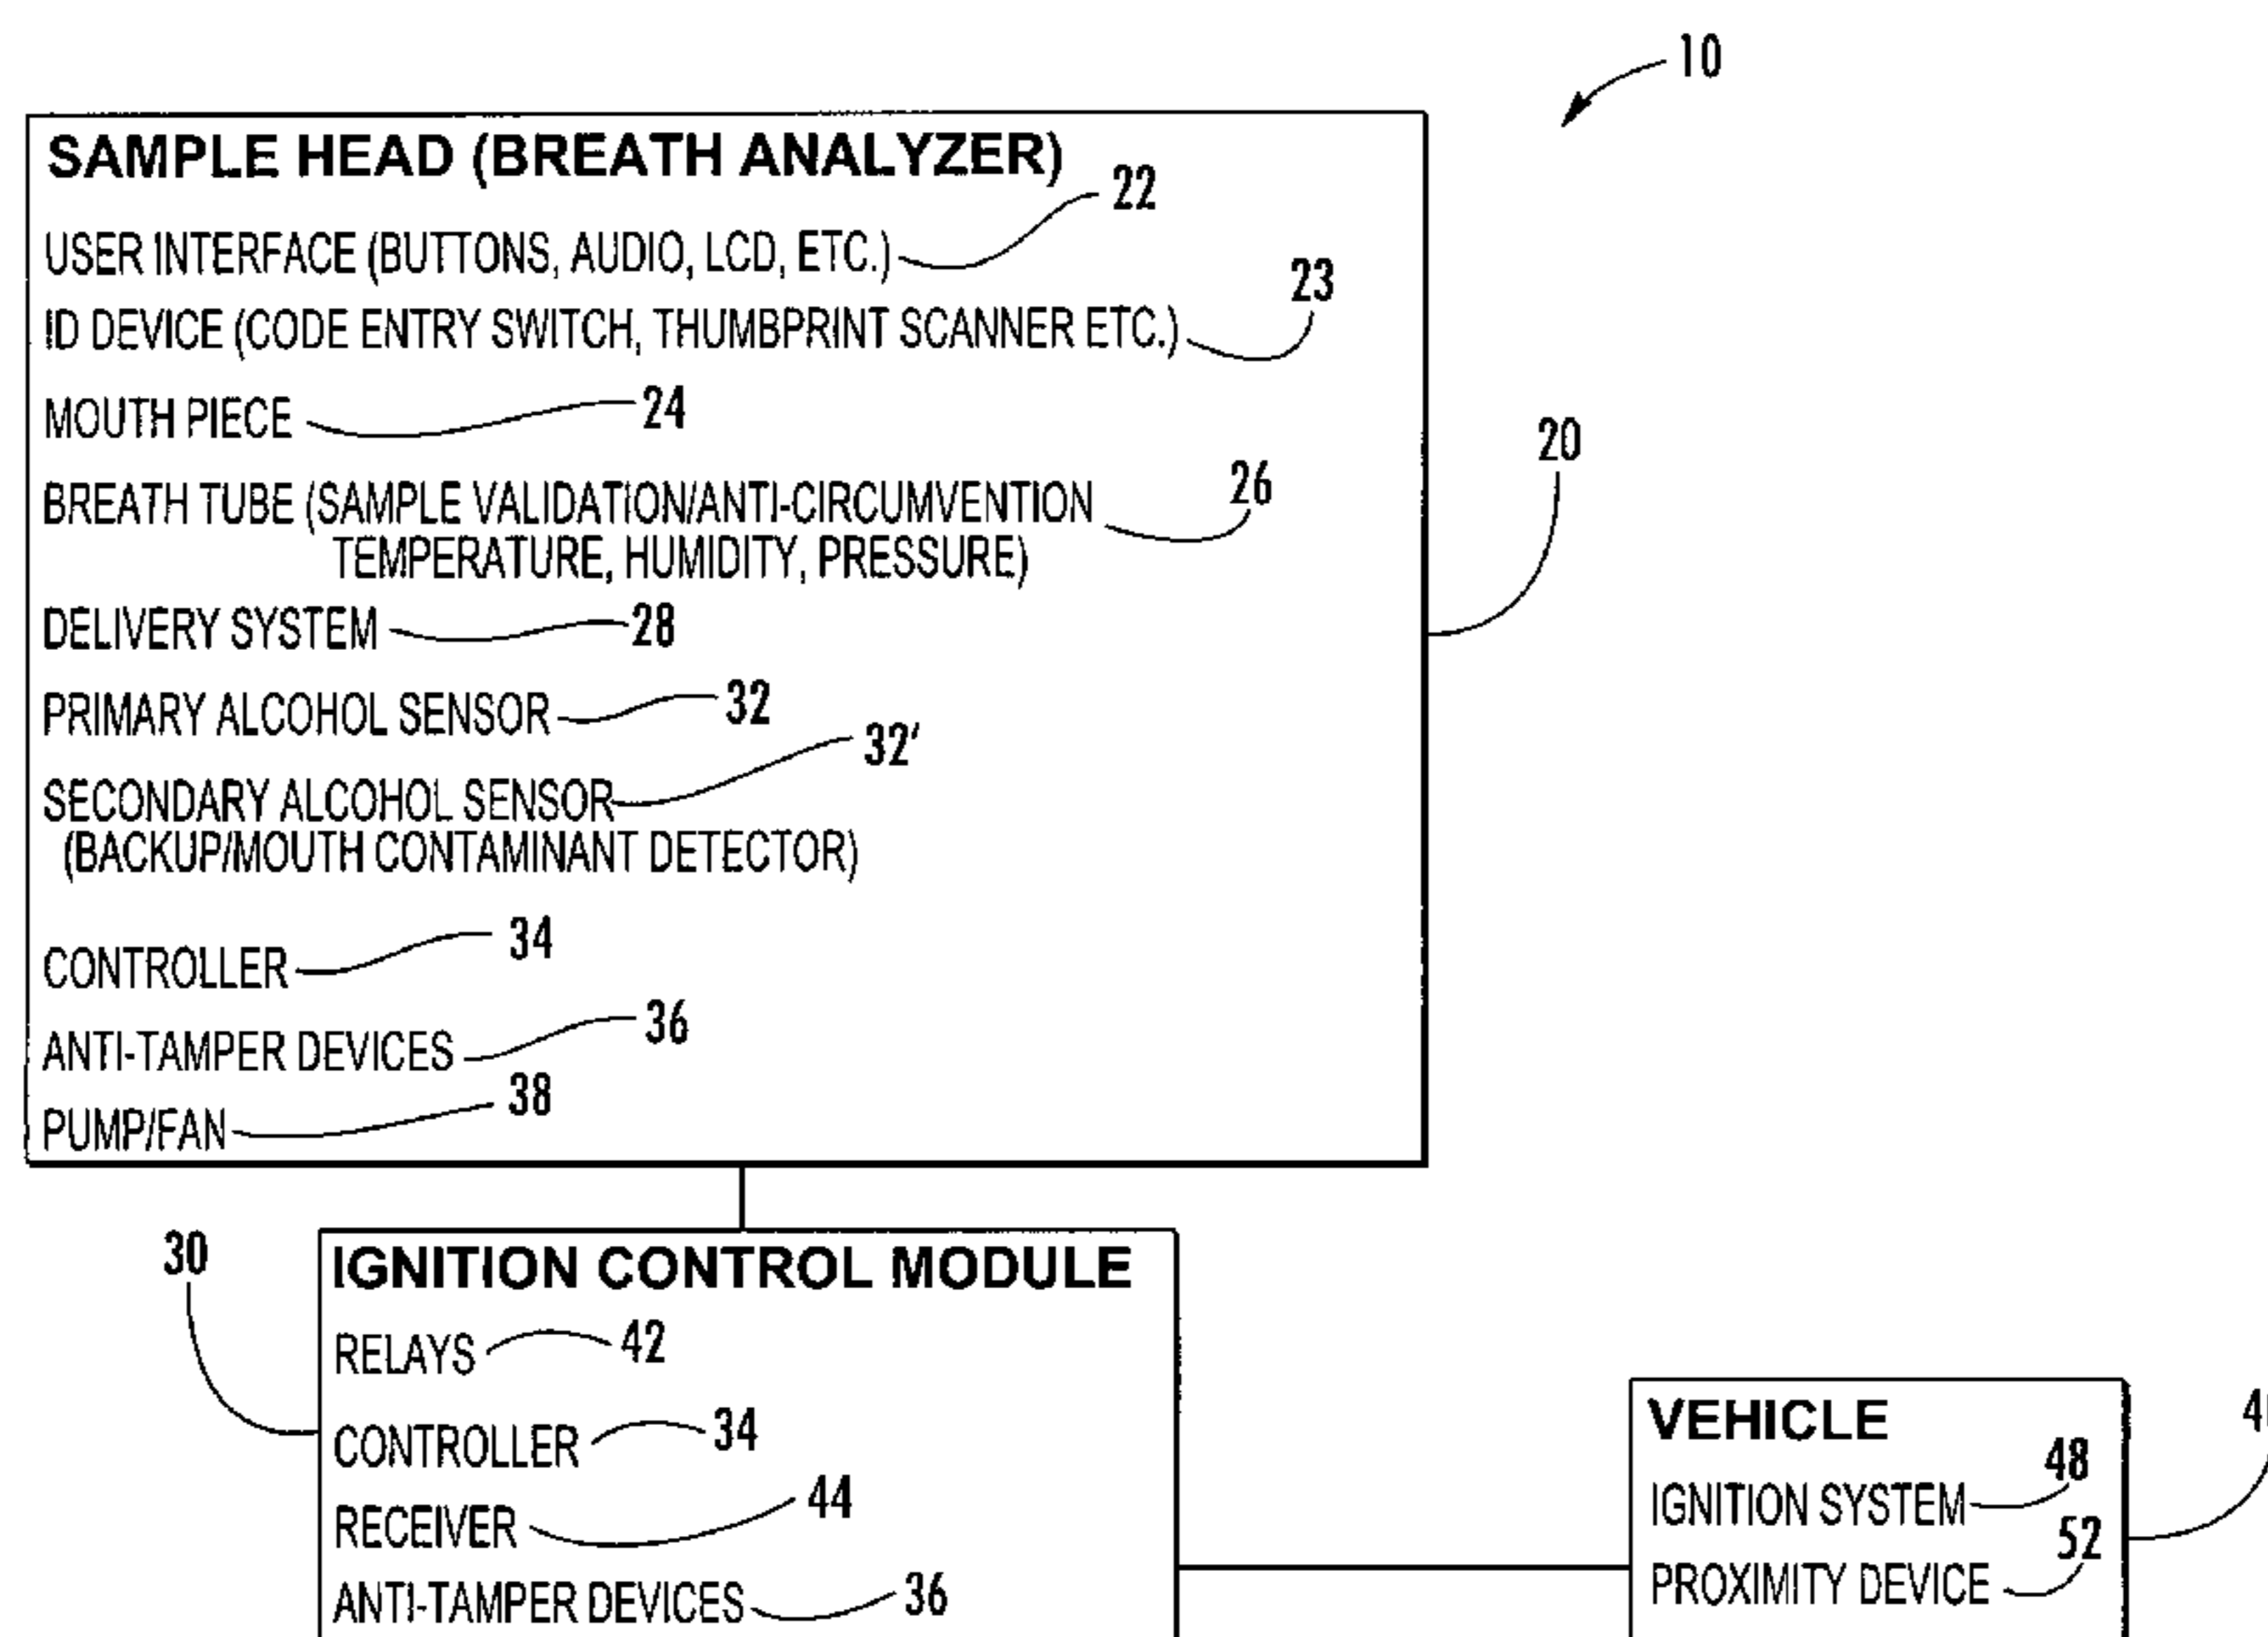 10
SAMPLE HEAD (BREATH ANALYZER)
22
USER INTERFACE (BUTTONS, AUDIO, LCD, ETC.)
23
ID DEVICE (CODE ENTRY SWITCH, THUMBPRINT SCANNER ETC.)
MOUTH PIECE 24
20
BREATH TUBE (SAMPLE VALIDATION/ANTI-CIRCUMVENTION 26
TEMPERATURE, HUMIDITY, PRESSURE)
DELIVERY SYSTEM 28
PRIMARY ALCOHOL SENSOR 32
32'
SECONDARY ALCOHOL SENSOR
(BACKUP/MOUTH CONTAMINANT DETECTOR)
CONTROLLER 34
ANTI-TAMPER DEVICES 36
PUMP/FAN 38
30
IGNITION CONTROL MODULE
RELAYS 42
CONTROLLER 34
RECEIVER 44
ANTI-TAMPER DEVICES 36
VEHICLE
IGNITION SYSTEM 48
PROXIMITY DEVICE 52